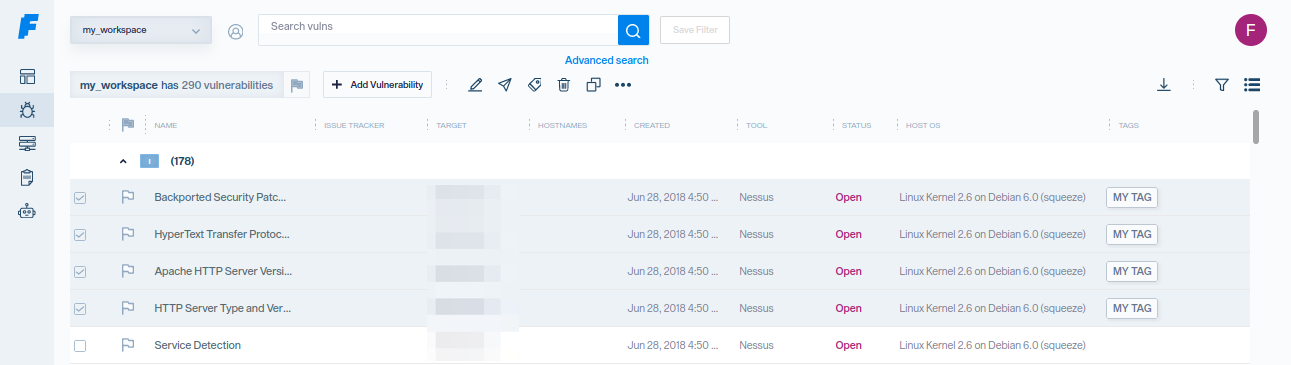 my_workspace
Search vulns
Save Filter
F
Advanced search
my_workspace has 290 vulnerabilities
Add Vulnerability
NAME ISSUE TRACKER TARGET HOSTNAMES CREATED TOOL STATUS HOST OS TAGS
I (178)
Backported Security Patc... Jun 28, 2018 4:50 ... Nessus Open Linux Kernel 2.6 on Debian 6.0 (squeeze) MY TAG
HyperText Transfer Protoc... Jun 28, 2018 4:50 ... Nessus Open Linux Kernel 2.6 on Debian 6.0 (squeeze) MY TAG
Apache HTTP Server Versi... Jun 28, 2018 4:50 ... Nessus Open Linux Kernel 2.6 on Debian 6.0 (squeeze) MY TAG
HTTP Server Type and Ver... Jun 28, 2018 4:50 ... Nessus Open Linux Kernel 2.6 on Debian 6.0 (squeeze) MY TAG
Service Detection Jun 28, 2018 4:50 ... Nessus Open Linux Kernel 2.6 on Debian 6.0 (squeeze)